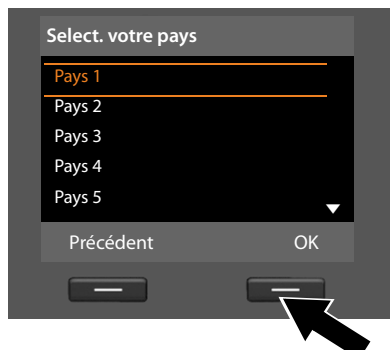 Select. votre pays
Pays 1
Pays 2
Pays 3
Pays 4
Pays 5
Précédent OK